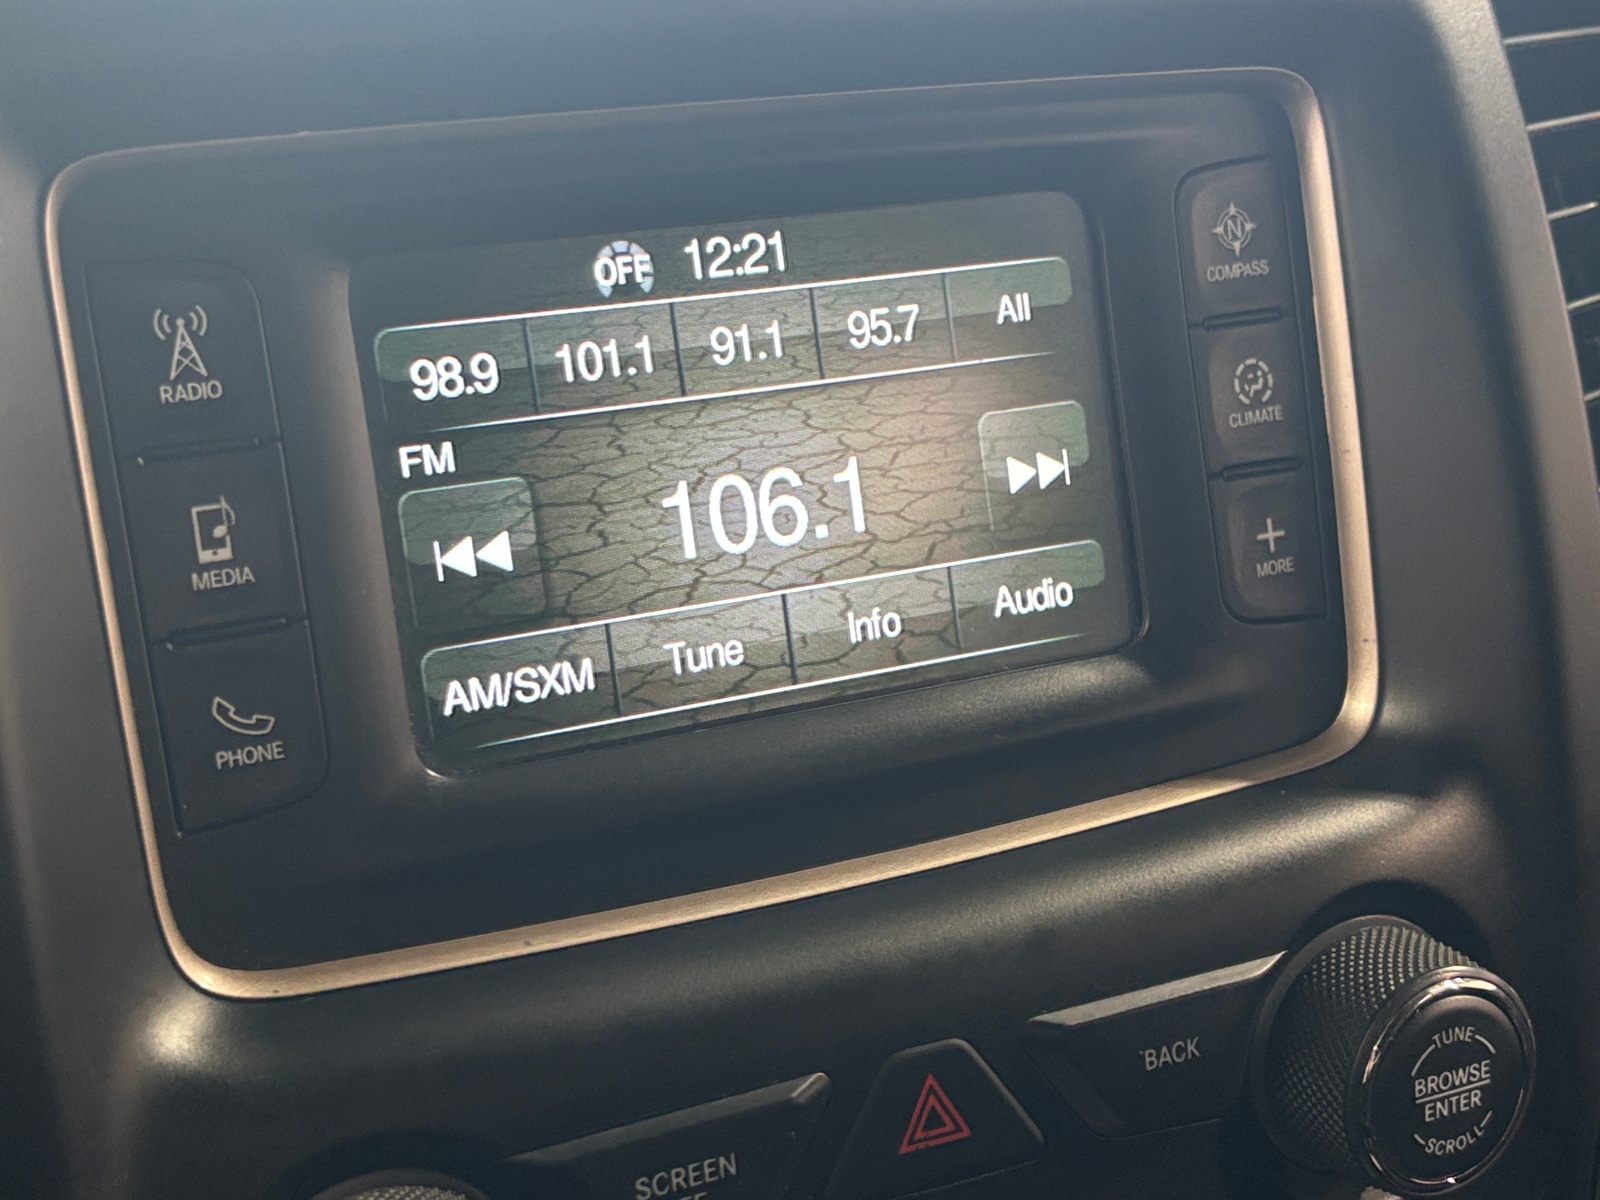 OFF 12:21
98.9 101.1 91.1 95.7 All
FM
106.1
AM/SXM Tune Info Audio
RADIO
MEDIA
PHONE
N
COMPASS
CLIMATE
MORE
BACK
TUNE
BROWSE
ENTER
SCROLL
SCREEN